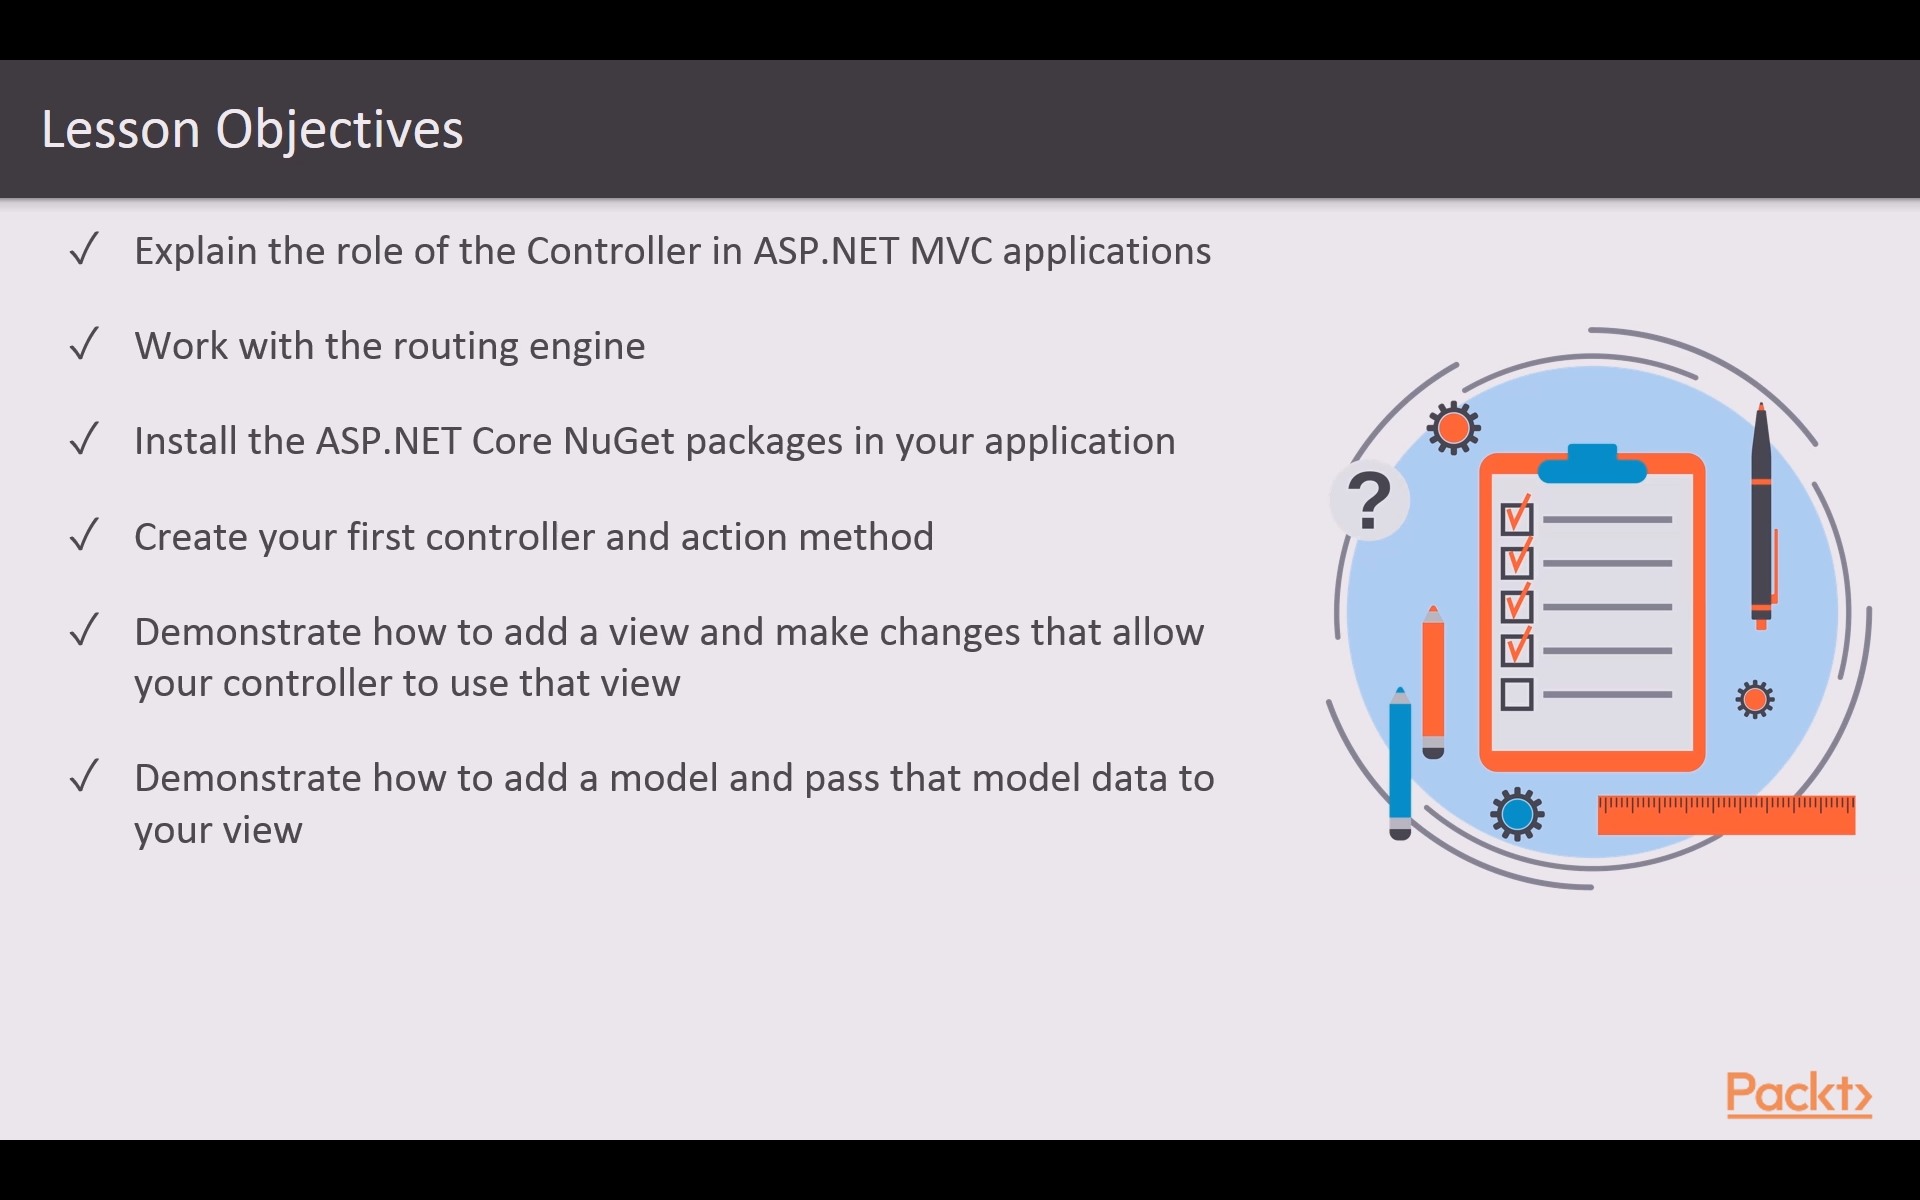 Lesson Objectives
✓ Explain the role of the Controller in ASP.NET MVC applications
✓ Work with the routing engine
✓ Install the ASP.NET Core NuGet packages in your application
✓ Create your first controller and action method
✓ Demonstrate how to add a view and make changes that allow
your controller to use that view
✓ Demonstrate how to add a model and pass that model data to
your view
?
Packt>